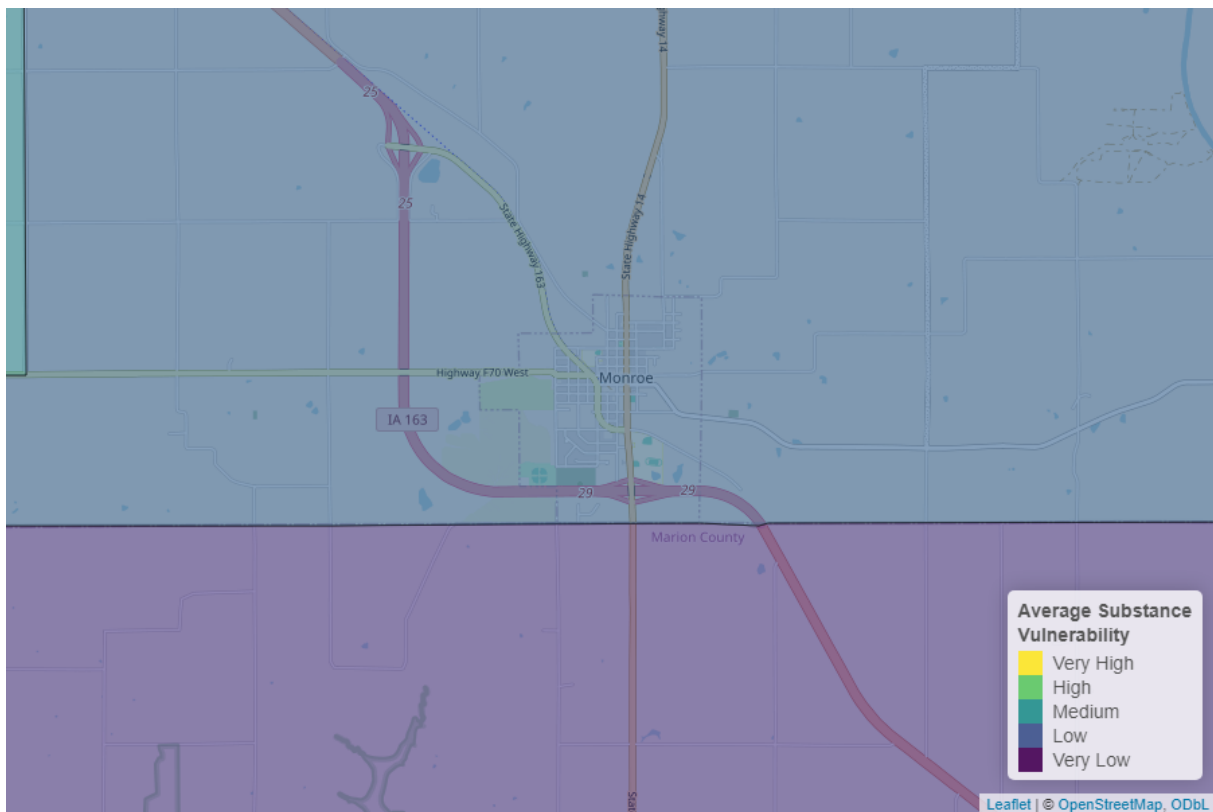 Highway 14
25
25
State Highway 163
State Highway 14
Highway F70 West
Monroe
IA 163
29
29
Marion County
Stat
Average Substance
Vulnerability
Very High
High
Medium
Low
Very Low
Leaflet | © OpenStreetMap, ODbL